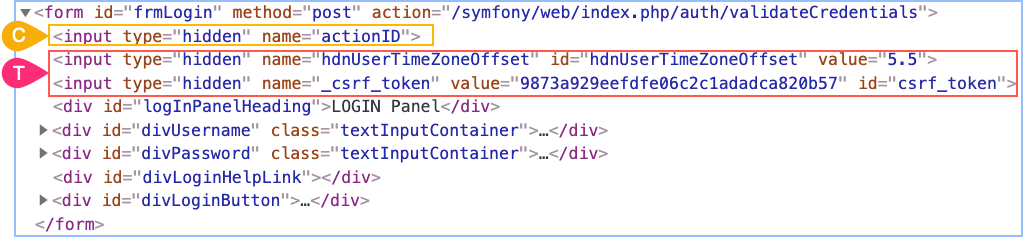 ▼<form id="frmLogin" method="post" action="/symfony/web/index.php/auth/validateCredentials">
C <input type="hidden" name="actionID">
<input type="hidden" name="hdnUserTimeZoneOffset" id="hdnUserTimeZoneOffset" value="5.5">
T <input type="hidden" name="_csrf_token" value="9873a929eefdfe06c2c1adadca820b57" id="csrf_token">
<div id="logInPanelHeading">LOGIN Panel</div>
▶<div id="divUsername" class="textInputContainer">…</div>
▶<div id="divPassword" class="textInputContainer">…</div>
<div id="divLoginHelpLink"></div>
▶<div id="divLoginButton">…</div>
</form>